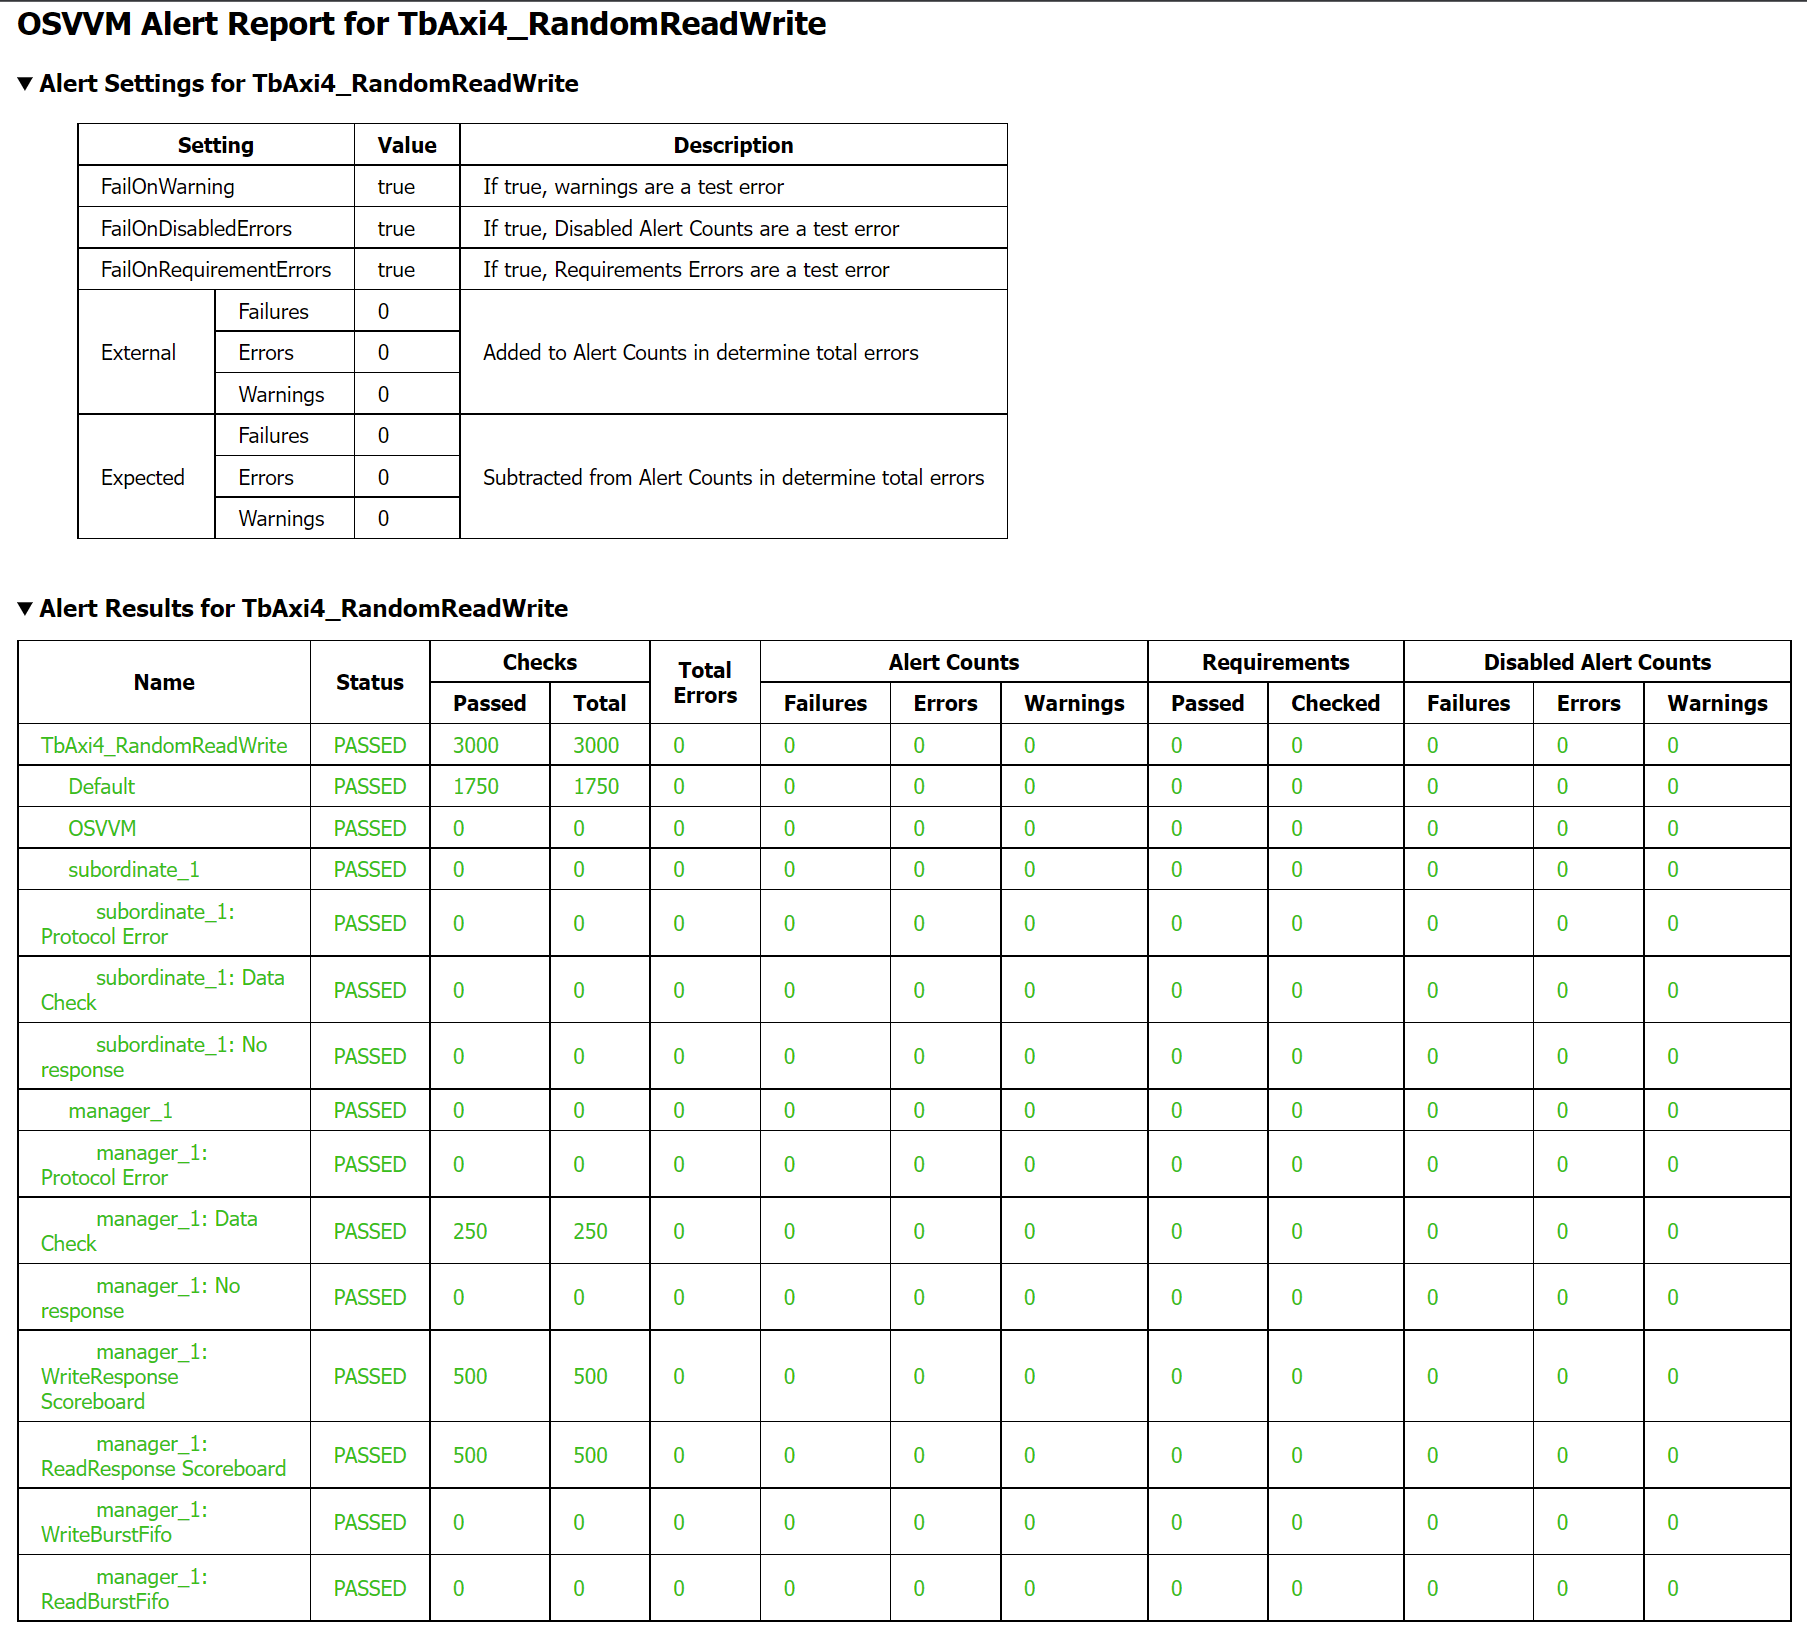 OSVVM Alert Report for TbAxi4_RandomReadWrite
▼ Alert Settings for TbAxi4_RandomReadWrite
Setting Value Description
FailOnWarning true If true, warnings are a test error
FailOnDisabledErrors true If true, Disabled Alert Counts are a test error
FailOnRequirementErrors true If true, Requirements Errors are a test error
External Failures 0 Added to Alert Counts in determine total errors
Errors 0
Warnings 0
Expected Failures 0 Subtracted from Alert Counts in determine total errors
Errors 0
Warnings 0
▼ Alert Results for TbAxi4_RandomReadWrite
Name Status Checks Total Errors Alert Counts Requirements Disabled Alert Counts
Passed Total Failures Errors Warnings Passed Checked Failures Errors Warnings
TbAxi4_RandomReadWrite PASSED 3000 3000 0 0 0 0 0 0 0 0 0
Default PASSED 1750 1750 0 0 0 0 0 0 0 0 0
OSVVM PASSED 0 0 0 0 0 0 0 0 0 0 0
subordinate_1 PASSED 0 0 0 0 0 0 0 0 0 0 0
subordinate_1:
Protocol Error PASSED 0 0 0 0 0 0 0 0 0 0 0
subordinate_1: Data
Check PASSED 0 0 0 0 0 0 0 0 0 0 0
subordinate_1: No
response PASSED 0 0 0 0 0 0 0 0 0 0 0
manager_1 PASSED 0 0 0 0 0 0 0 0 0 0 0
manager_1:
Protocol Error PASSED 0 0 0 0 0 0 0 0 0 0 0
manager_1: Data
Check PASSED 250 250 0 0 0 0 0 0 0 0 0
manager_1: No
response PASSED 0 0 0 0 0 0 0 0 0 0 0
manager_1:
WriteResponse
Scoreboard PASSED 500 500 0 0 0 0 0 0 0 0 0
manager_1:
ReadResponse Scoreboard PASSED 500 500 0 0 0 0 0 0 0 0 0
manager_1:
WriteBurstFifo PASSED 0 0 0 0 0 0 0 0 0 0 0
manager_1:
ReadBurstFifo PASSED 0 0 0 0 0 0 0 0 0 0 0